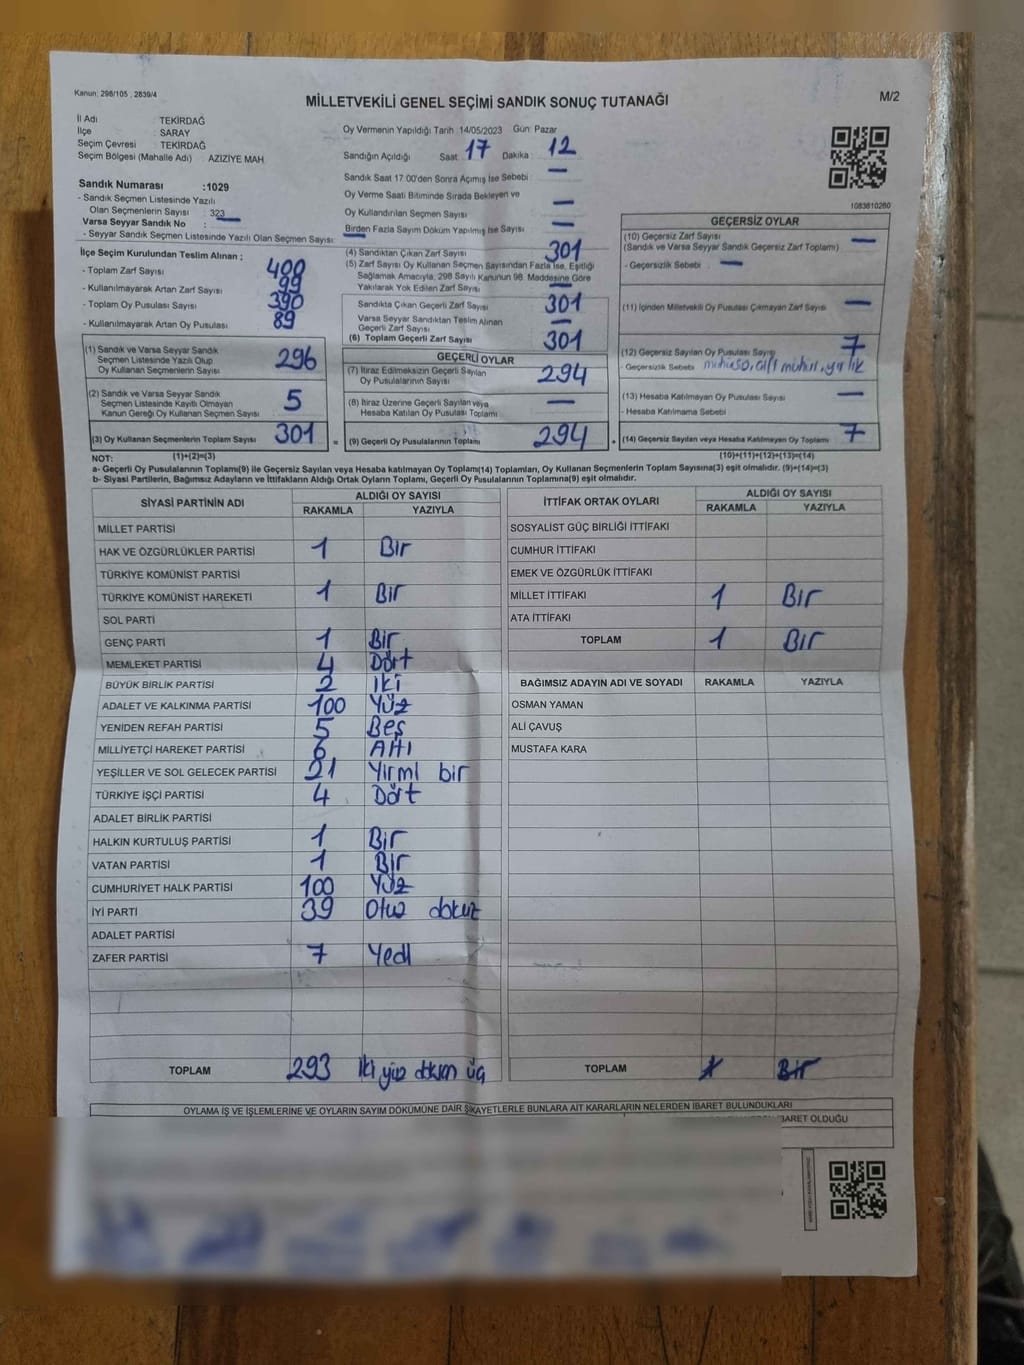 Kanun: 298/105 , 2839/4
MİLLETVEKİLİ GENEL SEÇİMİ SANDIK SONUÇ TUTANAĞI
M/2
İl Adı : TEKİRDAĞ
İlçe : SARAY
Seçim Çevresi : TEKİRDAĞ
Seçim Bölgesi (Mahalle Adı) : AZIZIYE MAH
Oy Vermenin Yapıldığı Tarih 14/05/2023 Gün: Pazar
Sandığın Açıldığı Saat: 17 Dakika : 12
Sandık Saat 17:00'den Sonra Açımış İse Sebebi : —
Oy Verme Saati Bitiminde Sırada Bekleyen ve
Oy Kullandırılan Seçmen Sayısı : —
Birden Fazla Sayım Döküm Yapılmış İse Sayısı : —
Sandık Numarası :1029
- Sandık Seçmen Listesinde Yazılı
Olan Seçmenlerin Sayısı : 323
Varsa Seyyar Sandık No :
- Seyyar Sandık Seçmen Listesinde Yazılı Olan Seçmen Sayısı: —
1083810260
İlçe Seçim Kurulundan Teslim Alınan ;
- Toplam Zarf Sayısı : 400
- Kullanılmayarak Artan Zarf Sayısı : 99
- Toplam Oy Pusulası Sayısı : 390
- Kullanılmayarak Artan Oy Pusulası : 89
(1) Sandık ve Varsa Seyyar Sandık
Seçmen Listesinde Yazılı Olup
Oy Kullanan Seçmenlerin Sayısı : 296
(2) Sandık ve Varsa Seyyar Sandık
Seçmen Listesinde Kayıtlı Olmayan
Kanun Gereği Oy Kullanan Seçmen Sayısı : 5
(3) Oy Kullanan Seçmenlerin Toplam Sayısı : 301
(4) Sandıktan Çıkan Zarf Sayısı : 301
(5) Zarf Sayısı Oy Kullanan Seçmen Sayısından Fazla İse, Eşitliği
Sağlamak Amacıyla, 298 Sayılı Kanunun 98. Maddesine Göre
Yakılarak Yok Edilen Zarf Sayısı : —
Sandıkta Çıkan Geçerli Zarf Sayısı : 301
Varsa Seyyar Sandıktan Teslim Alınan
Geçerli Zarf Sayısı : —
(6) Toplam Geçerli Zarf Sayısı : 301
GEÇERLİ OYLAR
(7) İtiraz Edilmeksizin Geçerli Sayılan
Oy Pusulalarının Sayısı : 294
(8) İtiraz Üzerine Geçerli Sayılan veya
Hesaba Katılan Oy Pusulası Toplamı : —
= (9) Geçerli Oy Pusulalarının Toplamı : 294
GEÇERSİZ OYLAR
(10) Geçersiz Zarf Sayısı : —
(Sandık ve Varsa Seyyar Sandık Geçersiz Zarf Toplamı)
- Geçersizlik Sebebi : —
(11) İçinden Milletvekili Oy Pusulası Çıkmayan Zarf Sayısı : —
(12) Geçersiz Sayılan Oy Pusulası Sayısı : 7
- Geçersizlik Sebebi :
(13) Hesaba Katılmayan Oy Pusulası Sayısı : —
- Hesaba Katılmama Sebebi :
+ (14) Geçersiz Sayılan veya Hesaba Katılmayan Oy Toplamı : 7
NOT: (1)+(2)=(3)
(10)+(11)+(12)+(13)=(14)
a- Geçerli Oy Pusulalarının Toplamı(9) ile Geçersiz Sayılan veya Hesaba katılmayan Oy Toplam(14) Toplamları, Oy Kullanan Seçmenlerin Toplam Sayısına(3) eşit olmalıdır. (9)+(14)=(3)
b- Siyasi Partilerin, Bağımsız Adayların ve İttifakların Aldığı Ortak Oyların Toplamı, Geçerli Oy Pusulalarının Toplamına(9) eşit olmalıdır.
SİYASİ PARTİNİN ADI ALDIĞI OY SAYISI
RAKAMLA YAZIYLA
MİLLET PARTİSİ
HAK VE ÖZGÜRLÜKLER PARTİSİ 1 Bir
TÜRKİYE KOMÜNİST PARTİSİ
TÜRKİYE KOMÜNİST HAREKETİ 1 Bir
SOL PARTİ
GENÇ PARTİ 1 Bir
MEMLEKET PARTİSİ 4 Dört
BÜYÜK BİRLİK PARTİSİ 2 iki
ADALET VE KALKINMA PARTİSİ 100 Yüz
YENİDEN REFAH PARTİSİ 5 Beş
MİLLİYETÇİ HAREKET PARTİSİ 6 Altı
YEŞİLLER VE SOL GELECEK PARTİSİ 21 Yirmi bir
TÜRKİYE İŞÇİ PARTİSİ 4 Dört
ADALET BİRLİK PARTİSİ
HALKIN KURTULUŞ PARTİSİ 1 Bir
VATAN PARTİSİ 1 Bir
CUMHURİYET HALK PARTİSİ 100 Yüz
İYİ PARTİ 39 Otuz dokuz
ADALET PARTİSİ
ZAFER PARTİSİ 7 Yedi
TOPLAM 293 iki yüz doksan üç
İTTİFAK ORTAK OYLARI ALDIĞI OY SAYISI
RAKAMLA YAZIYLA
SOSYALİST GÜÇ BİRLİĞİ İTTİFAKI
CUMHUR İTTİFAKI
EMEK VE ÖZGÜRLÜK İTTİFAKI
MİLLET İTTİFAKI 1 Bir
ATA İTTİFAKI
TOPLAM 1 Bir
BAĞIMSIZ ADAYIN ADI VE SOYADI RAKAMLA YAZIYLA
OSMAN YAMAN
ALİ ÇAVUŞ
MUSTAFA KARA
TOPLAM
OYLAMA İŞ VE İŞLEMLERİNE VE OYLARIN SAYIM DÖKÜMÜNE DAİR ŞİKAYETLERLE BUNLARA AİT KARARLARIN NELERDEN İBARET BULUNDUKLARI
BARET OLDUĞU